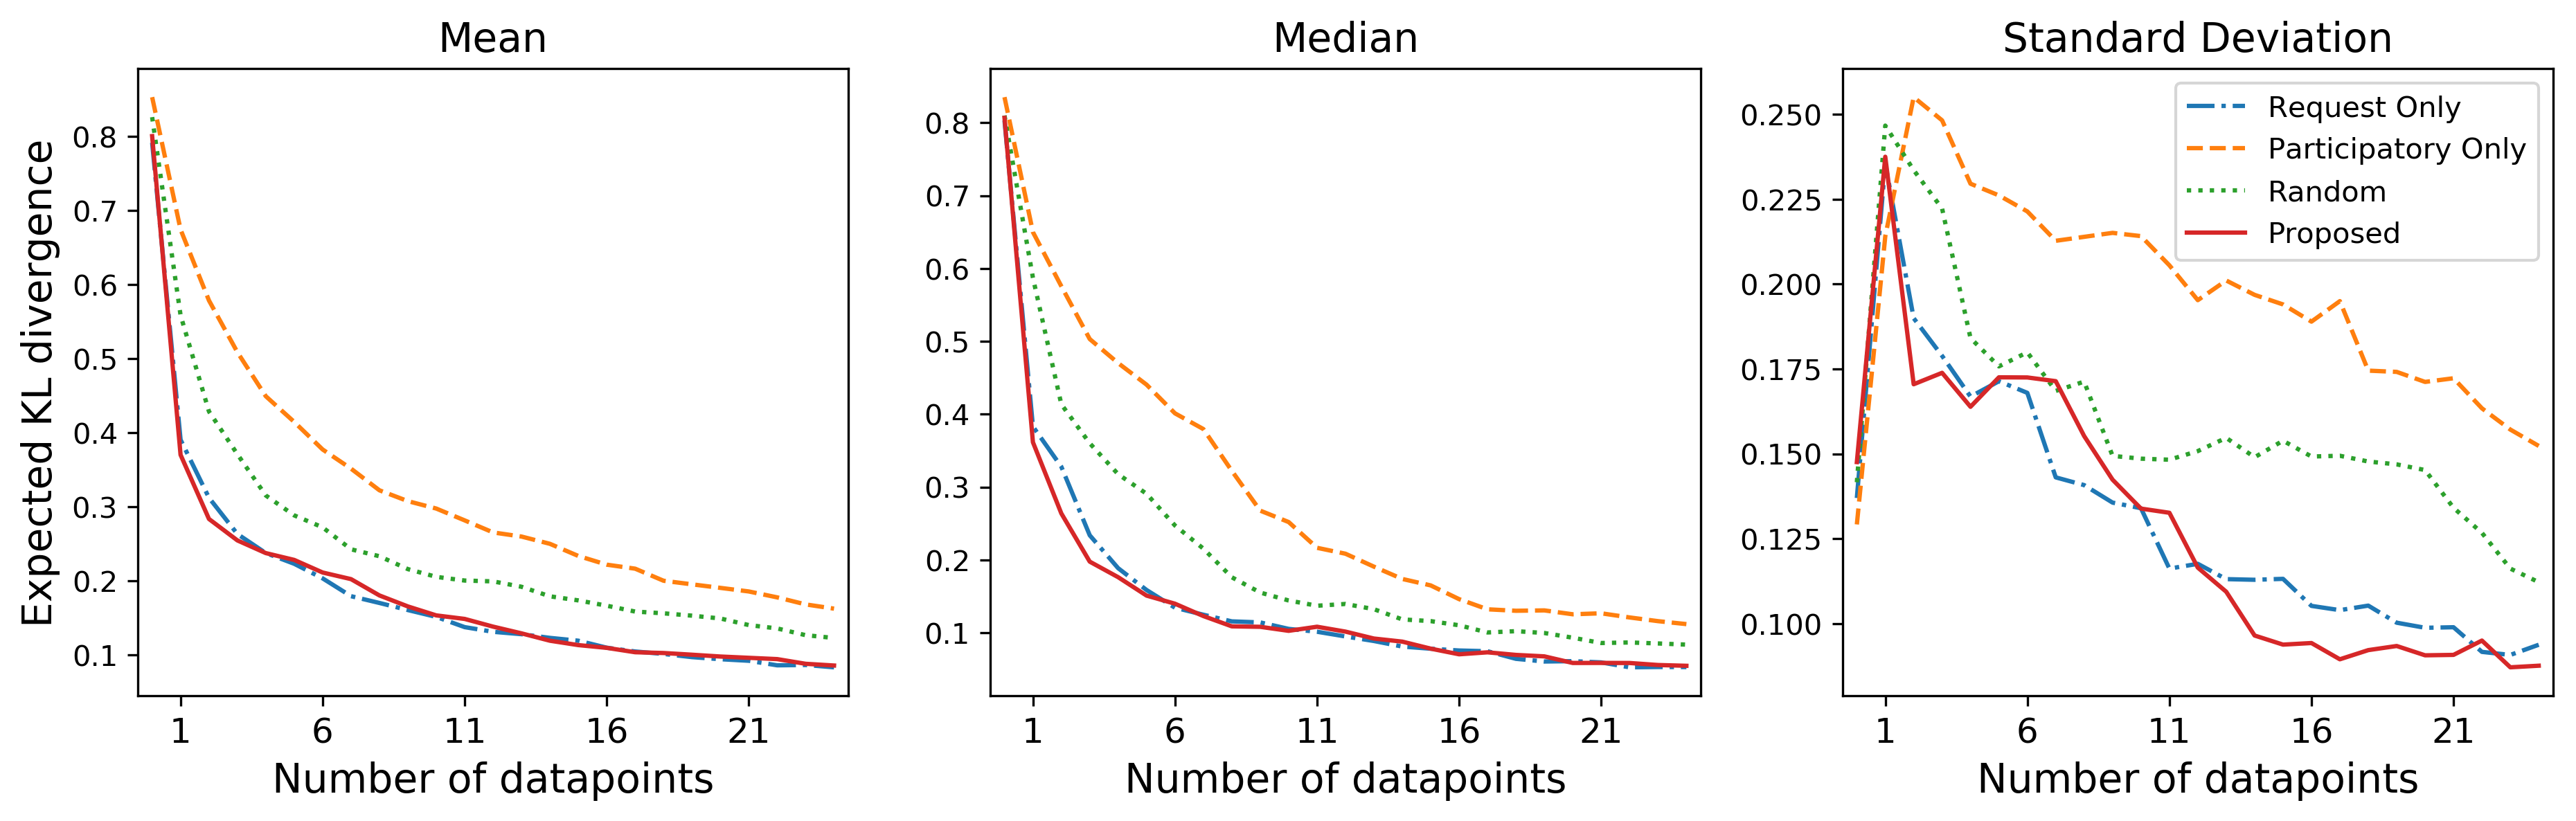 Mean
Expected KL divergence
0.8
0.7
0.6
0.5
0.4
0.3
0.2
0.1
1 6 11 16 21
Number of datapoints
Median
0.8
0.7
0.6
0.5
0.4
0.3
0.2
0.1
1 6 11 16 21
Number of datapoints
Standard Deviation
0.250
0.225
0.200
0.175
0.150
0.125
0.100
Request Only
Participatory Only
Random
Proposed
1 6 11 16 21
Number of datapoints